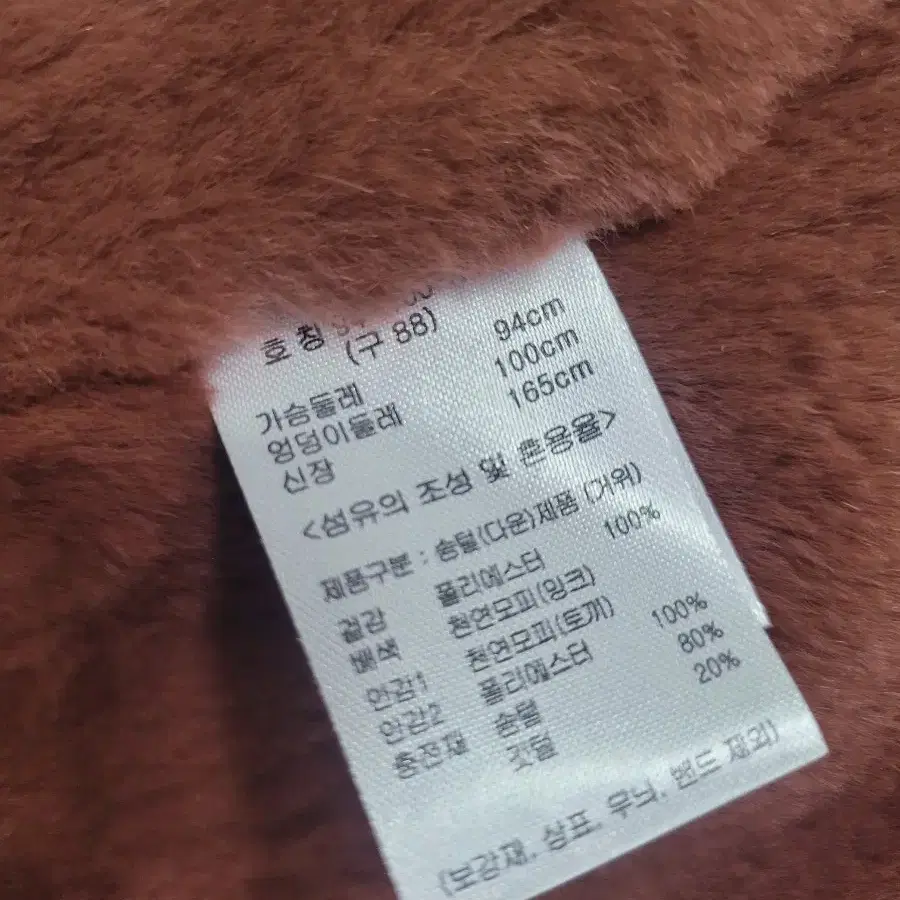 호칭
(구 88)
가슴둘레 94cm
엉덩이둘레 100cm
신장 165cm
<섬유의 조성 및 혼용율>
제품구분 : 솜털(다운)제품 (거위)
겉감 폴리에스터 100%
배색 천연모피(밍크)
안감1 천연모피(토끼)
안감2 폴리에스터 100%
충전재 솜털 80%
깃털 20%
(보강재, 상표, 무늬, 밴드 제외)